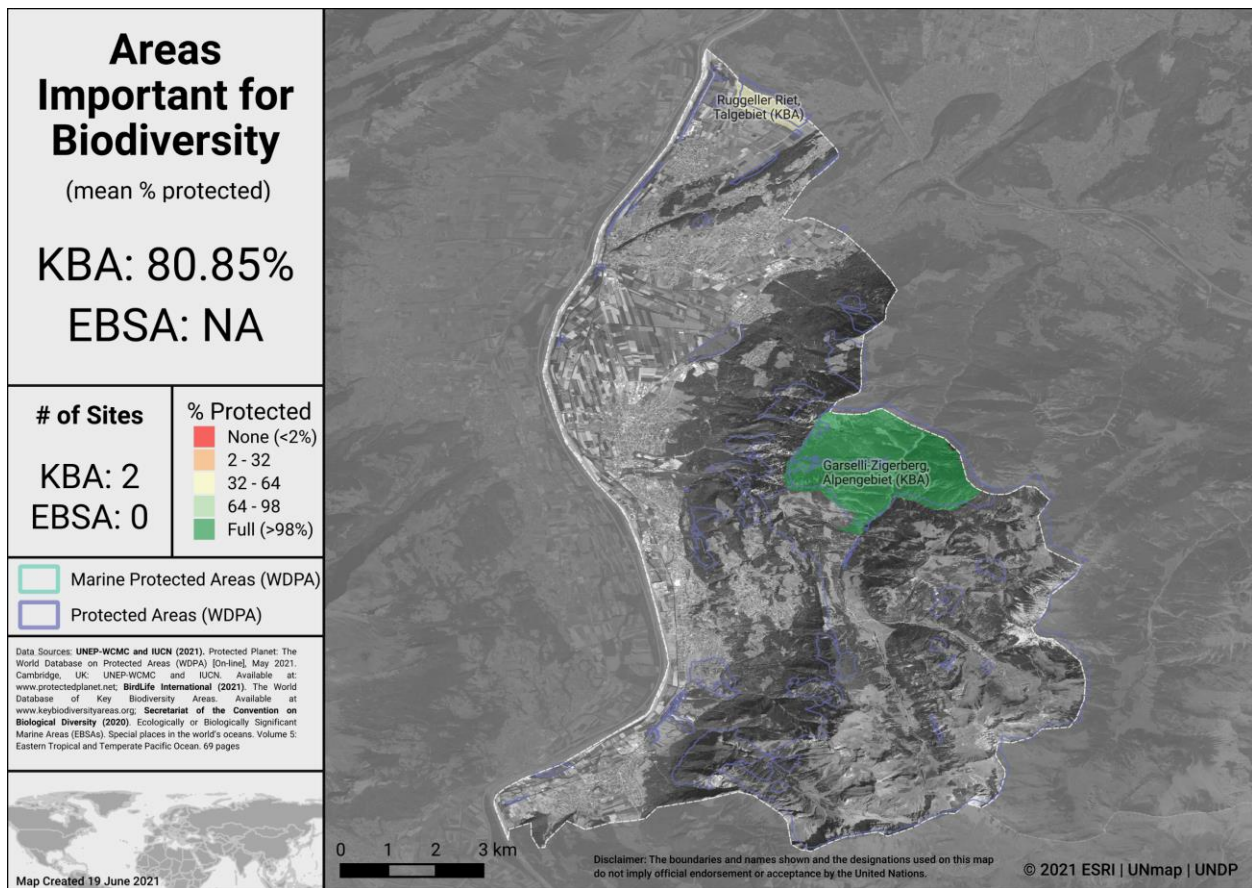 Areas
Important for
Biodiversity
(mean % protected)
KBA: 80.85%
EBSA: NA
# of Sites
KBA: 2
EBSA: 0
% Protected
None (<2%)
2 - 32
32 - 64
64 - 98
Full (>98%)
Marine Protected Areas (WDPA)
Protected Areas (WDPA)
Data Sources: UNEP-WCMC and IUCN (2021). Protected Planet: The
World Database on Protected Areas (WDPA) [On-line], May 2021.
Cambridge, UK: UNEP-WCMC and IUCN. Available at:
www.protectedplanet.net; BirdLife International (2021). The World
Database of Key Biodiversity Areas. Available at
www.keybiodiversityareas.org; Secretariat of the Convention on
Biological Diversity (2020). Ecologically or Biologically Significant
Marine Areas (EBSAs). Special places in the world's oceans. Volume 5:
Eastern Tropical and Temperate Pacific Ocean. 69 pages
Map Created 19 June 2021
Ruggeller Riet,
Talgebiet (KBA)
Garselli-Zigerberg,
Alpengebiet (KBA)
0 1 2 3 km
Disclaimer: The boundaries and names shown and the designations used on this map
do not imply official endorsement or acceptance by the United Nations.
© 2021 ESRI | UNmap | UNDP